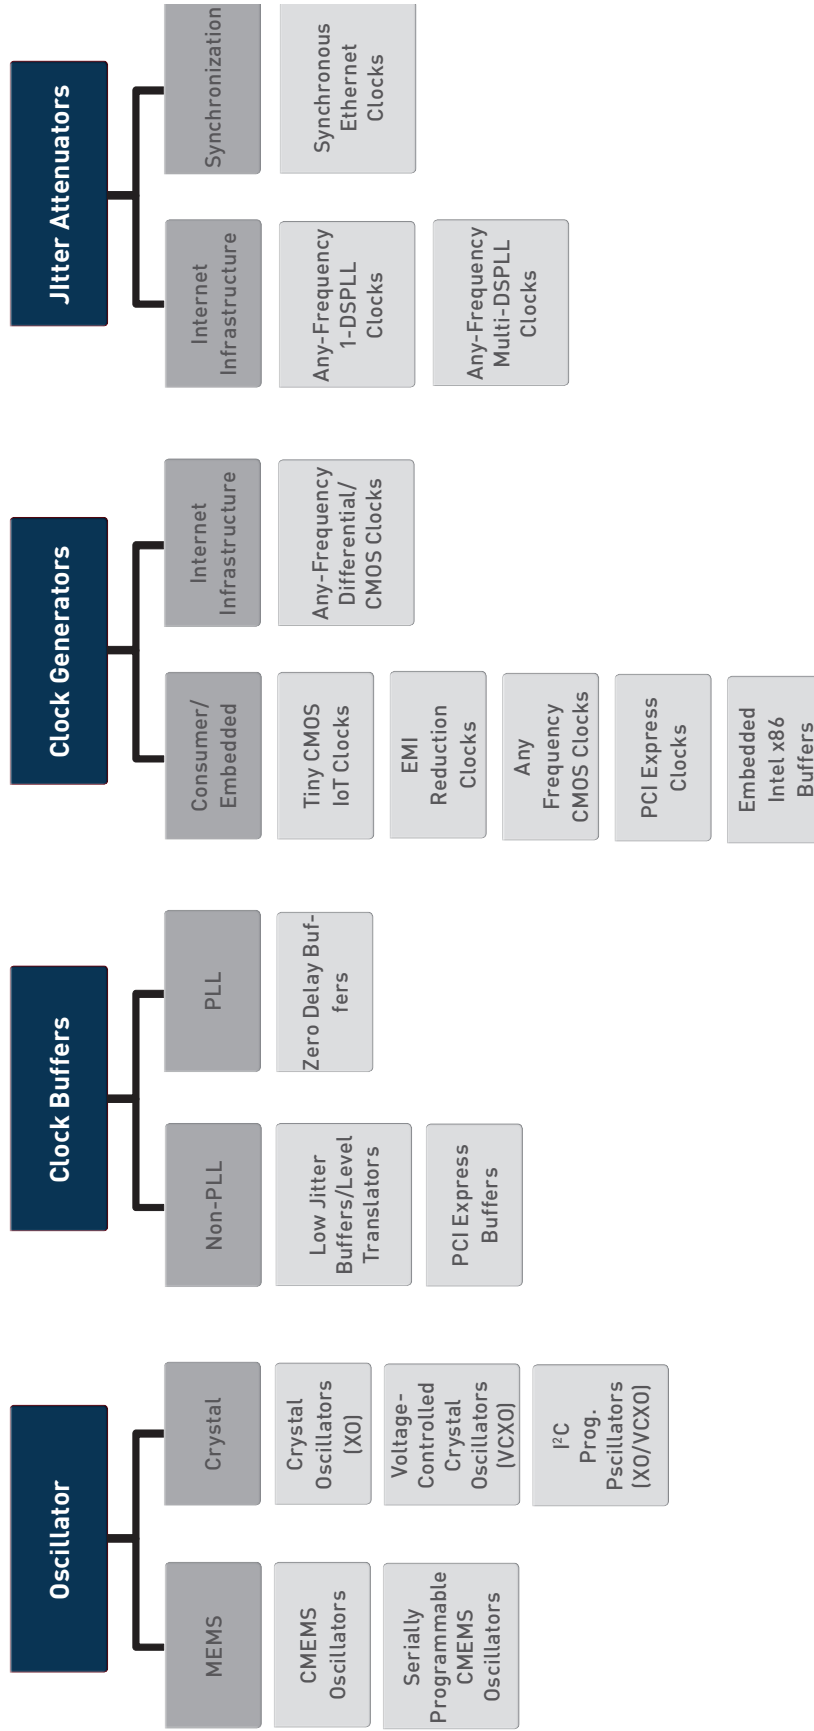 Oscillator
MEMS
CMEMS
Oscillators
Serially
Programmable
CMEMS
Oscillators
Crystal
Crystal
Oscillators
(XO)
Voltage-
Controlled
Crystal
Oscillators
(VCXO)
I²C
Prog.
Pscillators
(XO/VCXO)
Clock Buffers
Non-PLL
Low Jitter
Buffers/Level
Translators
PCI Express
Buffers
PLL
Zero Delay Buf-
fers
Clock Generators
Consumer/
Embedded
Tiny CMOS
IoT Clocks
EMI
Reduction
Clocks
Any
Frequency
CMOS Clocks
PCI Express
Clocks
Embedded
Intel x86
Buffers
Internet
Infrastructure
Any-Frequency
Differential/
CMOS Clocks
JItter Attenuators
Internet
Infrastructure
Any-Frequency
1-DSPLL
Clocks
Any-Frequency
Multi-DSPLL
Clocks
Synchronization
Synchronous
Ethernet
Clocks